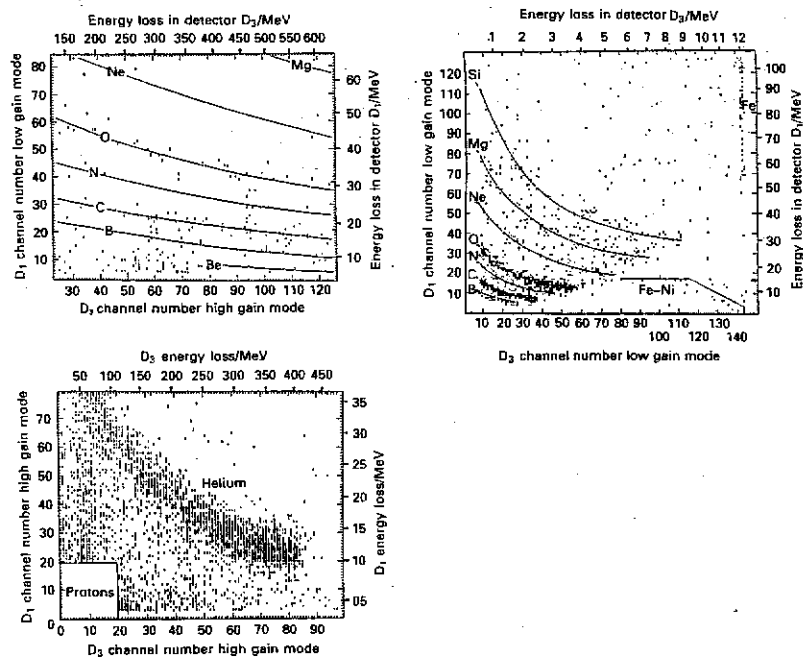 Energy loss in detector D₃/MeV
150 200 250 300 350 400 450 500 550 600
D₁ channel number low gain mode
80
70
60
50
40
30
20
10
Ne
Mg
O
N
C
B
Be
60
50
40
30
20
10
Energy loss in detector D₁/MeV
30 40 50 60 70 80 90 100 110 120
channel number high gain mode
Energy loss in detector D₃/MeV
.1 2 3 4 5 6 7 8 9 10 11 12
D₁ channel number low gain mode
120
110
100
90
80
70
60
50
40
30
20
10
Si
Mg
Ne
O
N
C
B
Fe
Fe–Ni
100
90
80
70
60
50
40
30
20
10
Energy loss in detector D₁/MeV
10 20 30 40 50 60 70 80 90 110 130
100 120 140
D₃ channel number low gain mode
D₃ energy loss/MeV
50 100 150 200 250 300 350 400 450
D₁ channel number high gain mode
70
60
50
40
30
20
10
0
Helium
Protons
35
30
25
20
15
10
05
D₁ energy loss/MeV
0 10 20 30 40 50 60 70 80 90
D₃ channel number high gain mode